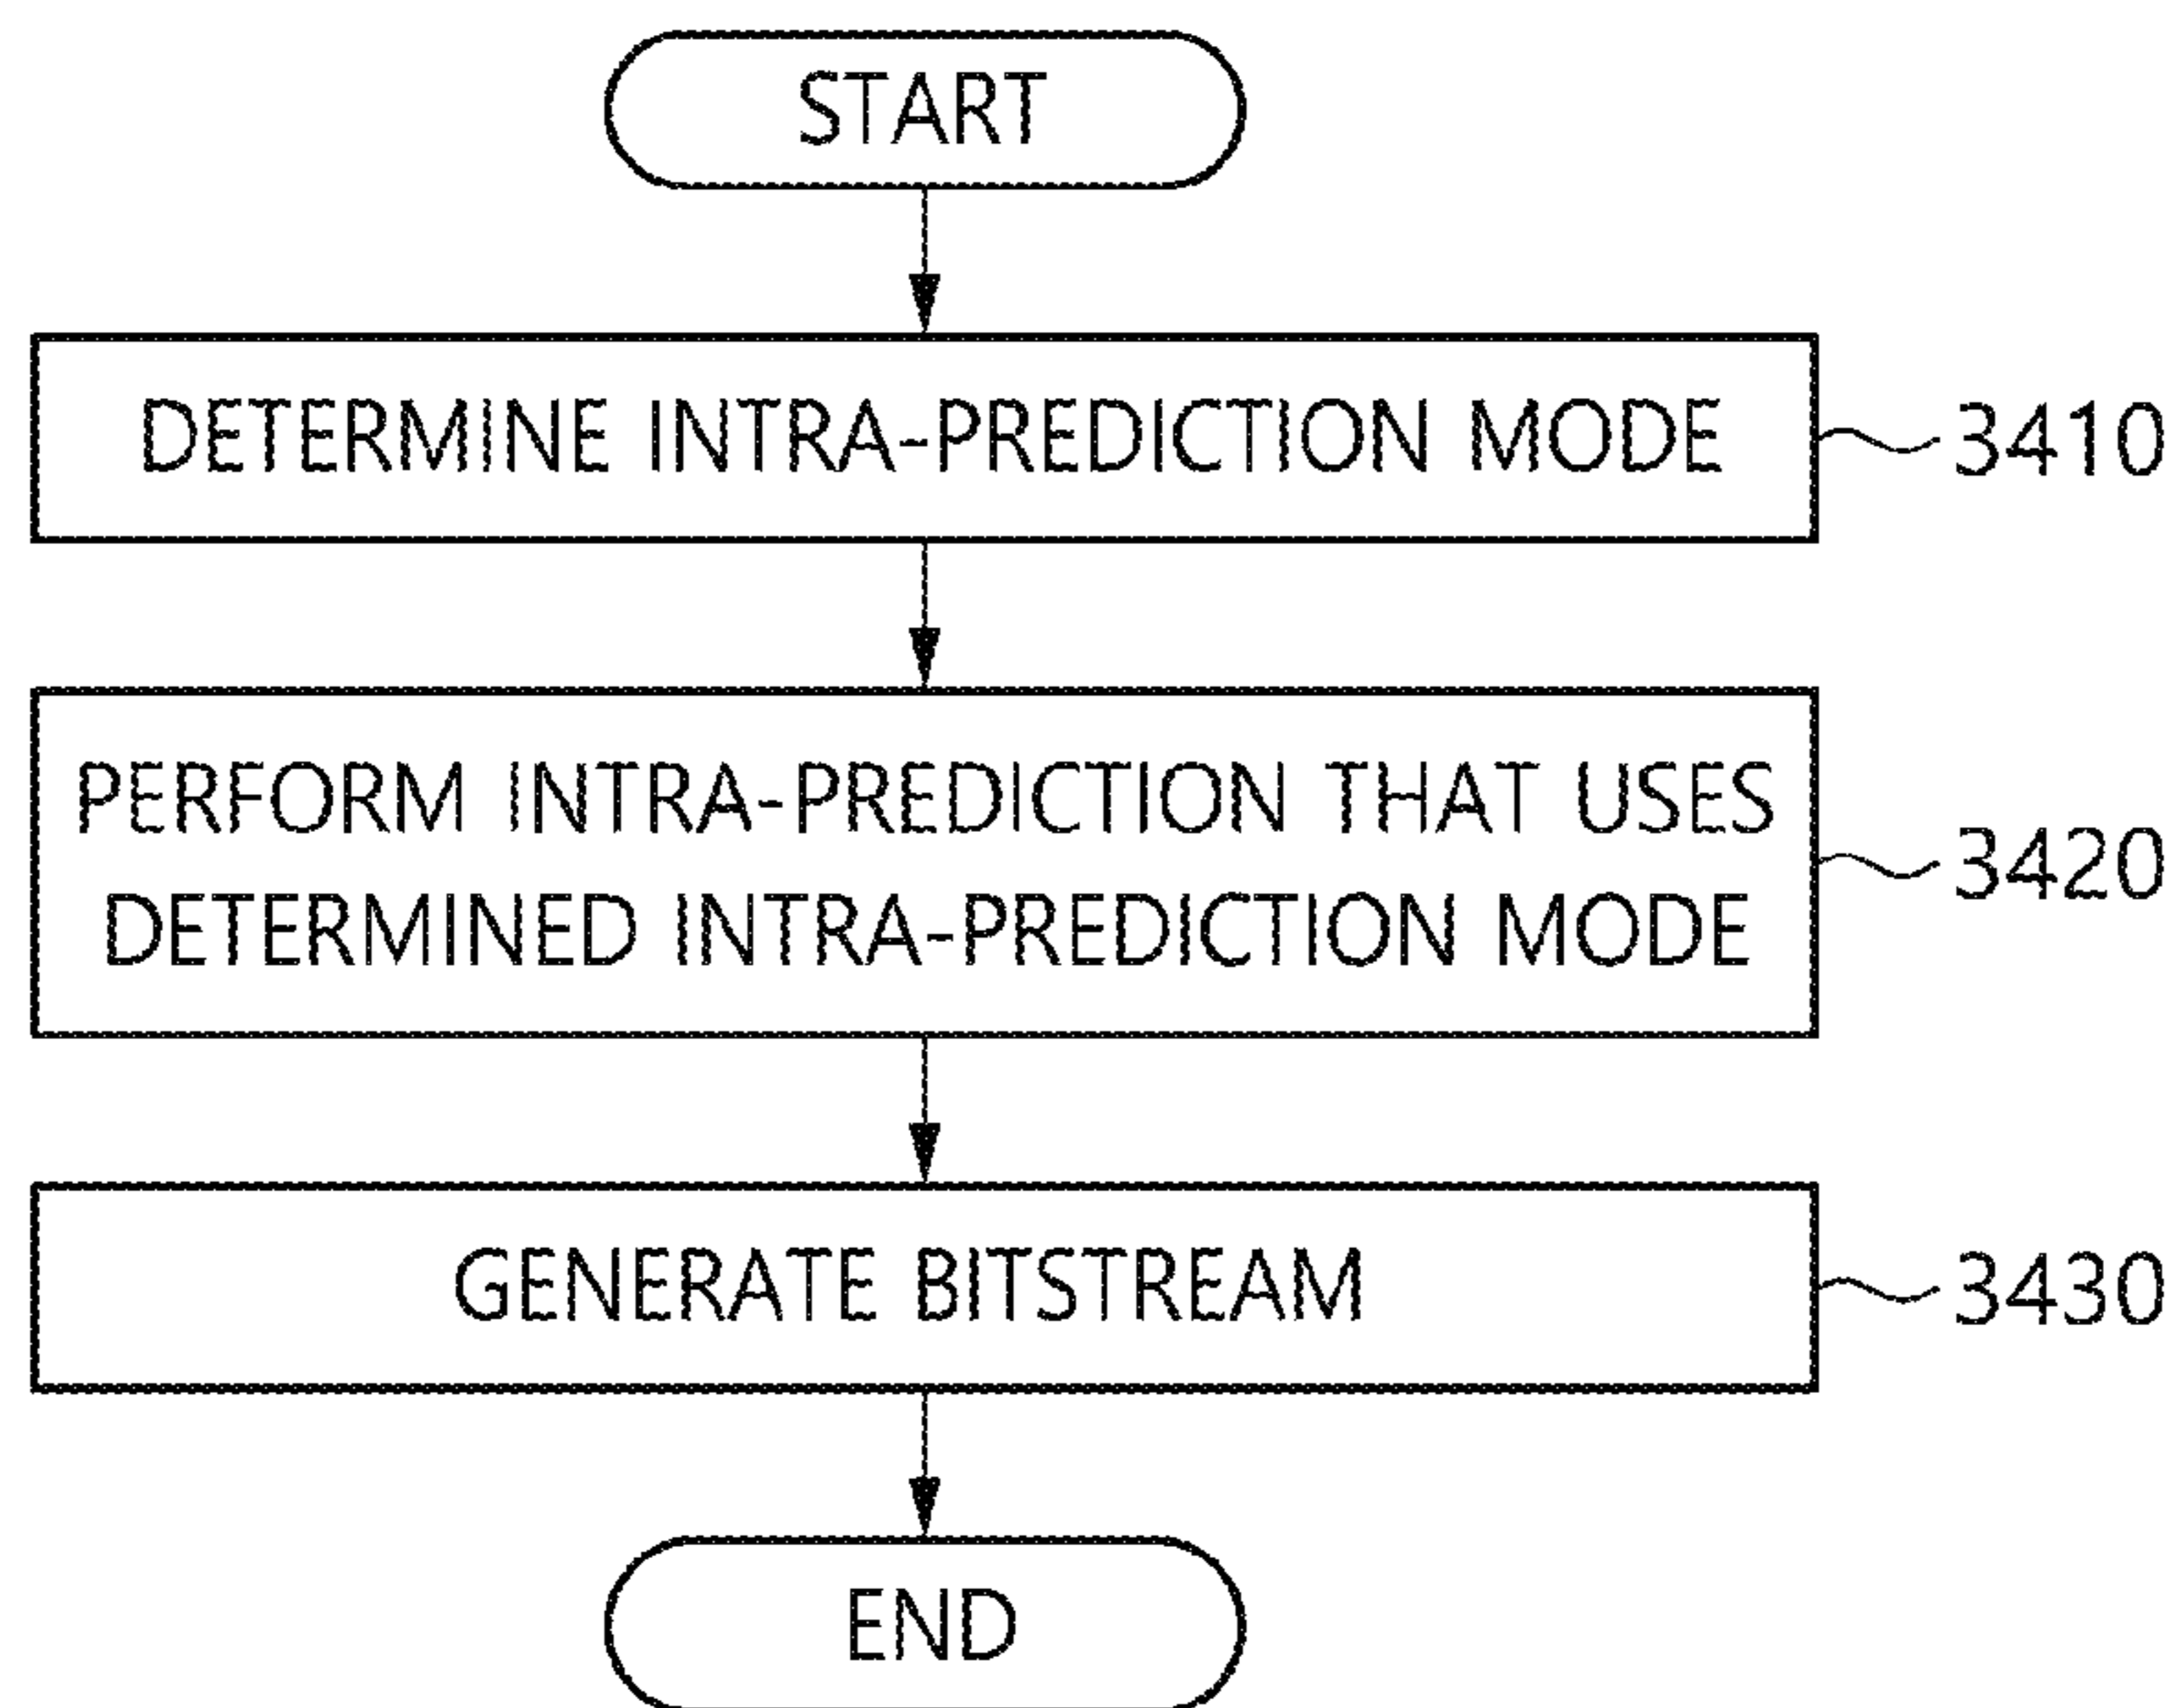 START
DETERMINE INTRA-PREDICTION MODE
3410
PERFORM INTRA-PREDICTION THAT USES
DETERMINED INTRA-PREDICTION MODE
3420
GENERATE BITSTREAM
3430
END